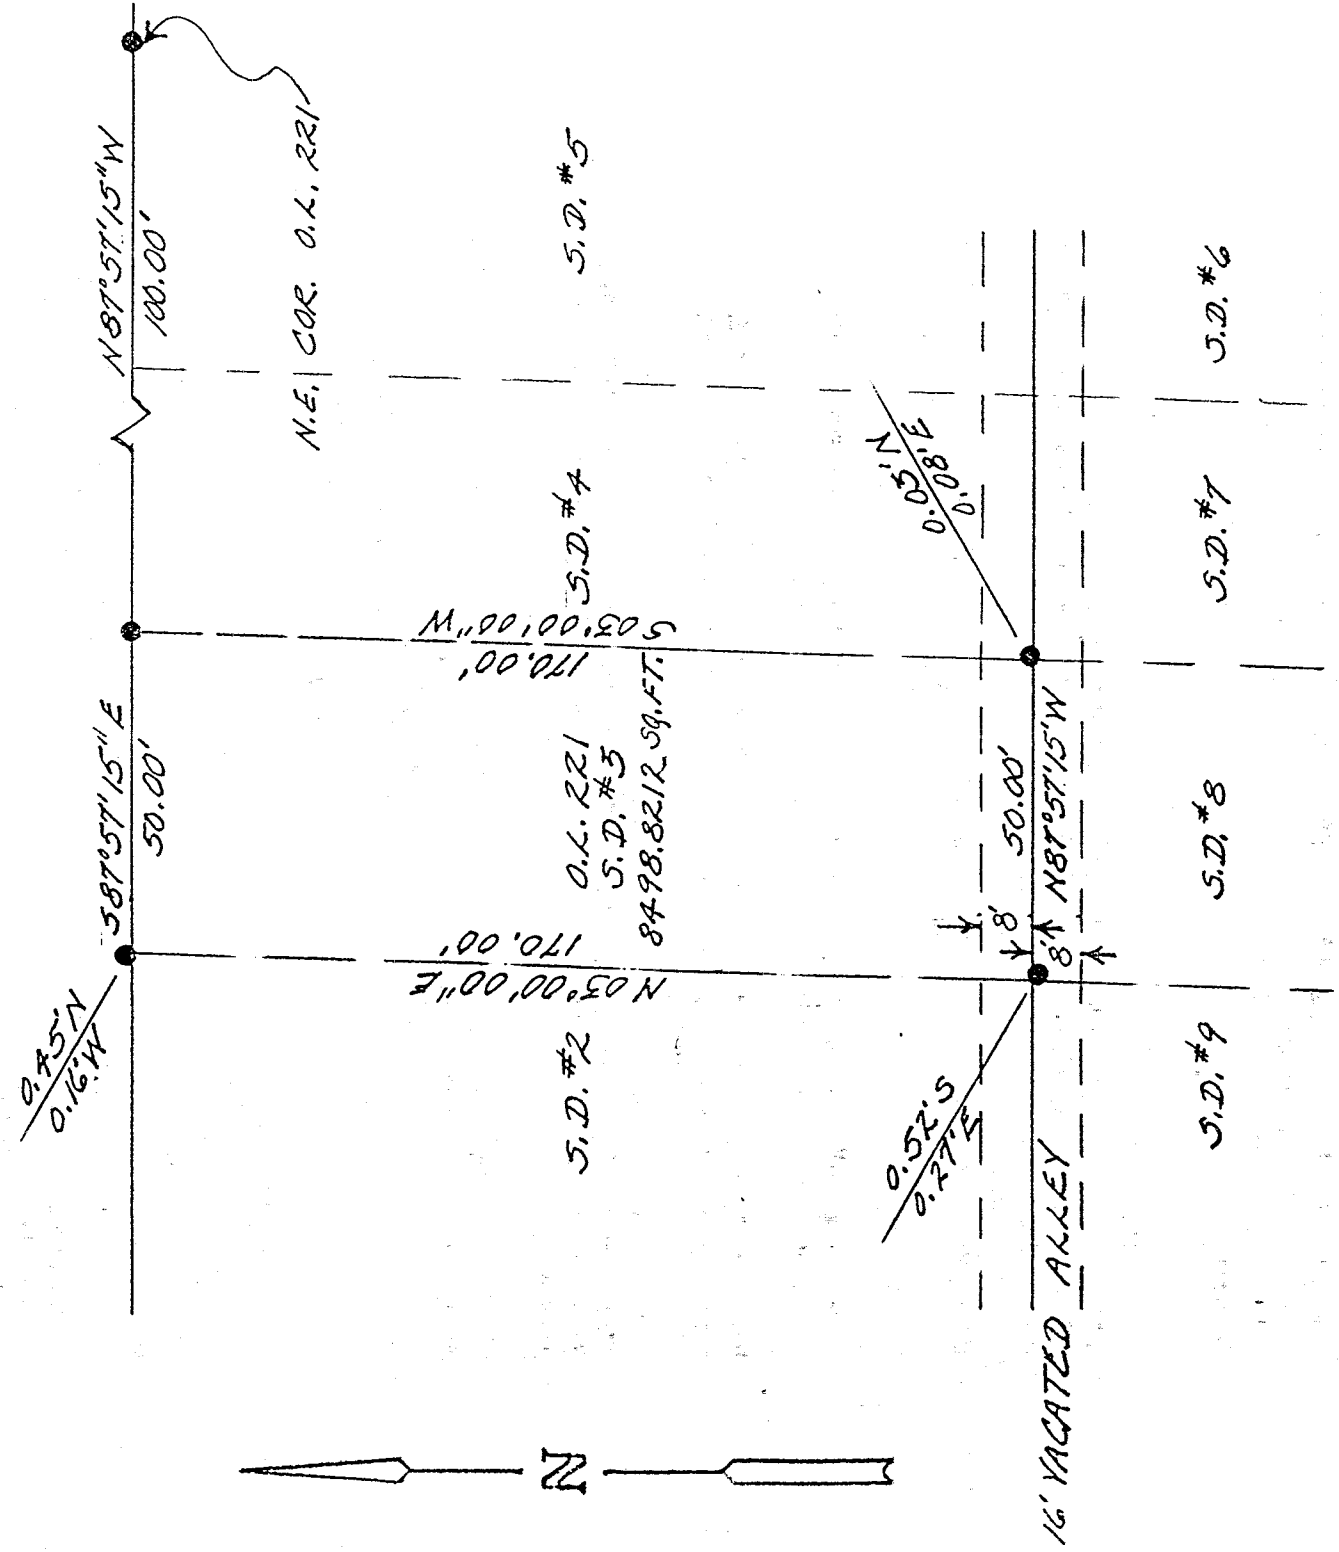 N87°57'15"W
100.00'
N.E. COR. O.L. 221
S87°57'15"E
50.00'
0.45'N
0.16'W
S.D. #5
S.D. #4
S 03°00'00"W
170.00'
O.L. 221
S.D. #3
8498.8212 SQ.FT.
170.00'
N 03°00'00"E
S.D. #2
0.05'N
0.08'E
50.00'
N87°57'15"W
8'
8'
0.52'S
0.27'E
16' VACATED ALLEY
S.D. #6
S.D. #7
S.D. #8
S.D. #9
N